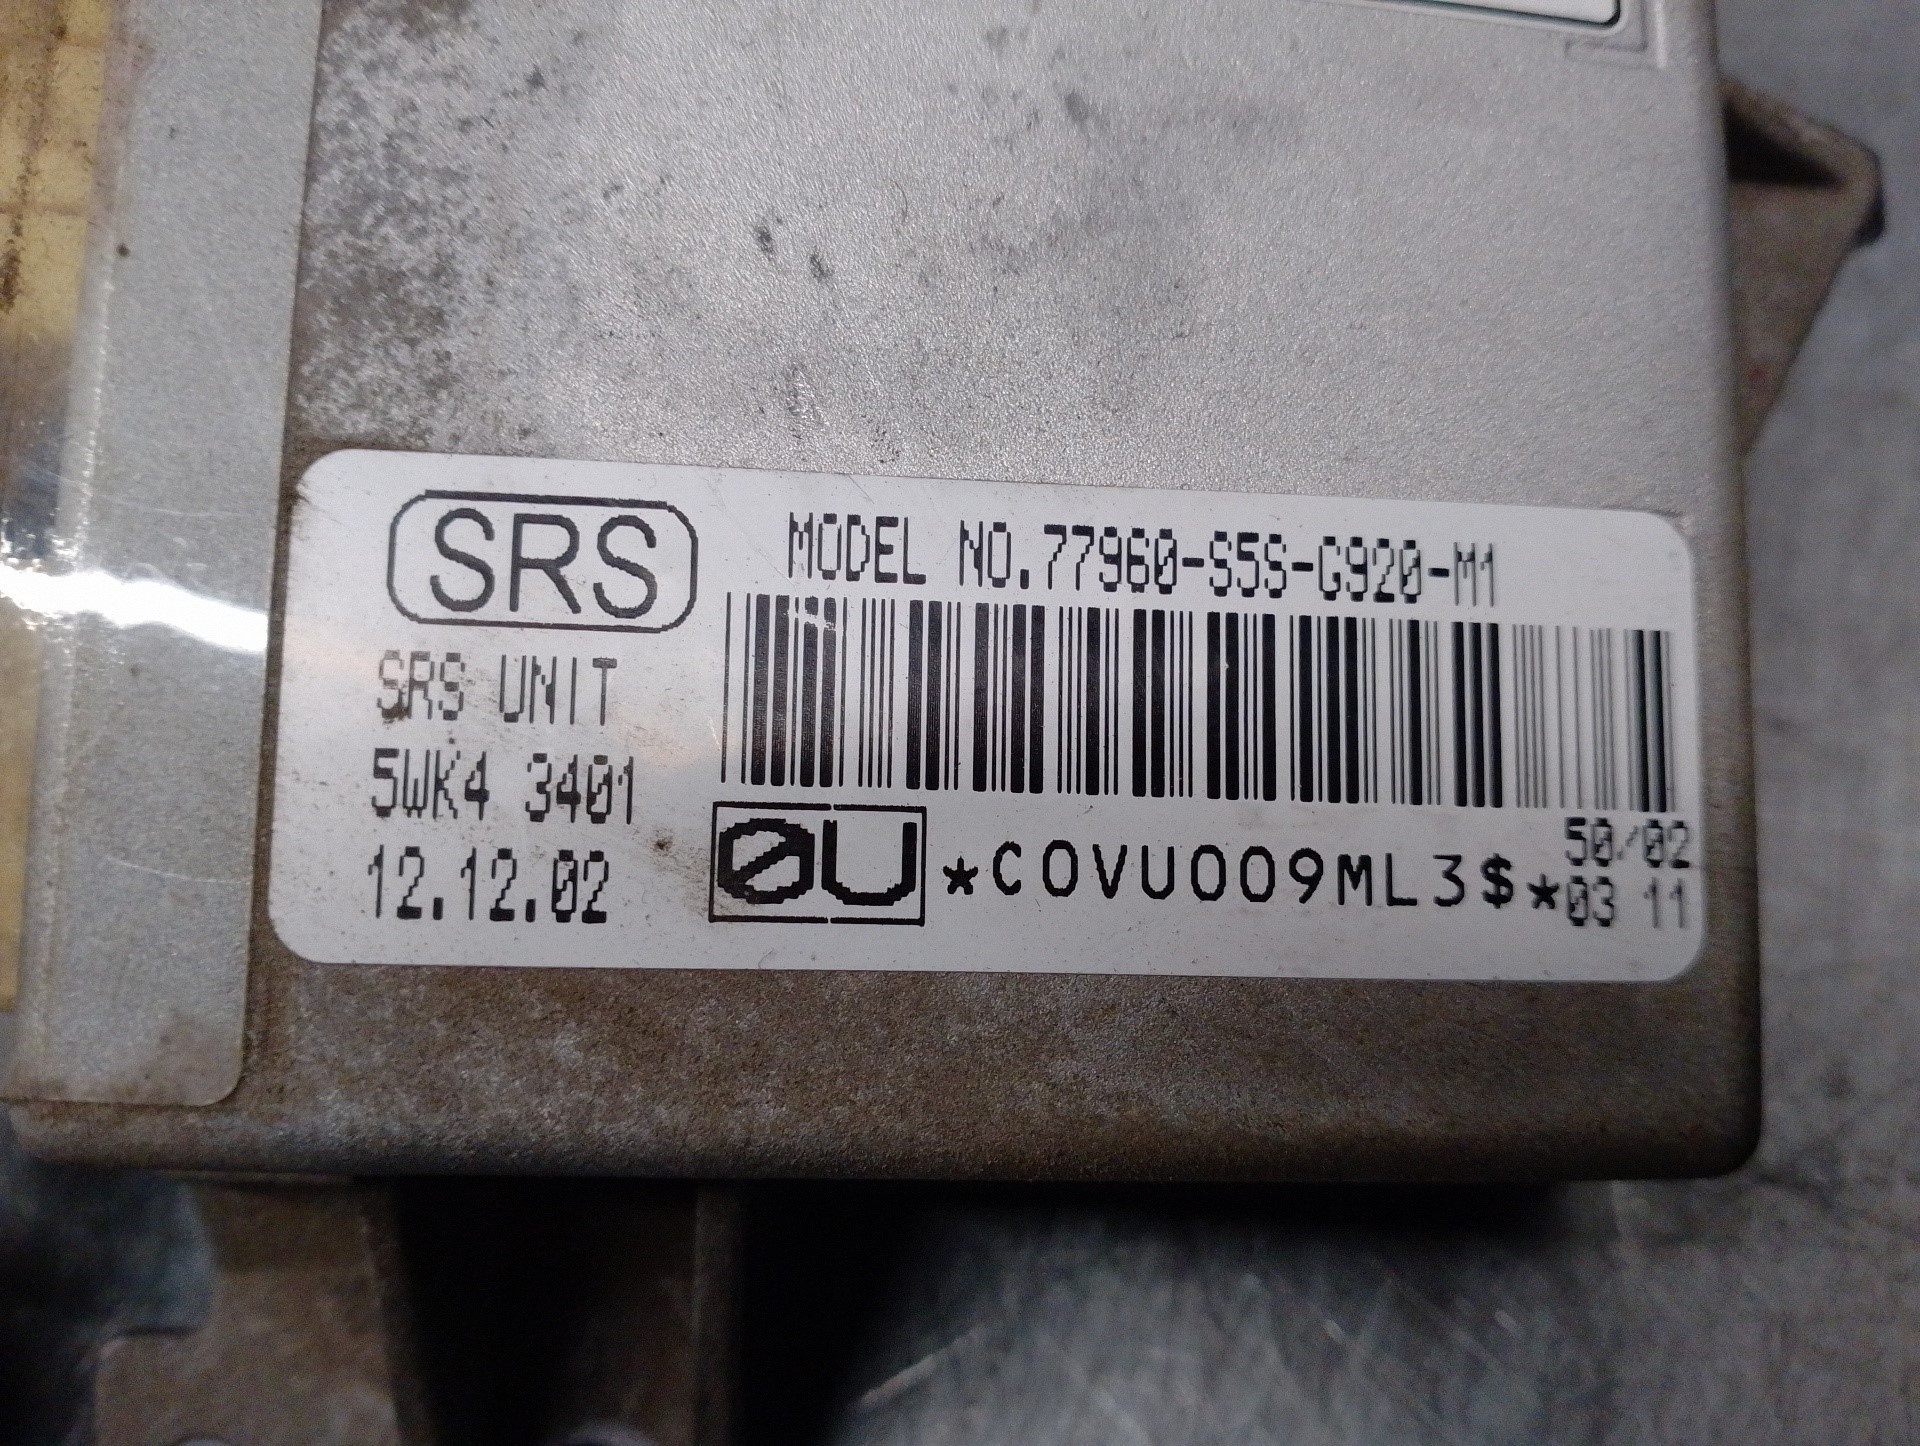 SRS
MODEL NO.77960-S5S-G920-M1
SRS UNIT
5WK4 3401
12.12.02
0U
*C0VU009ML3$*
50/02
03 11